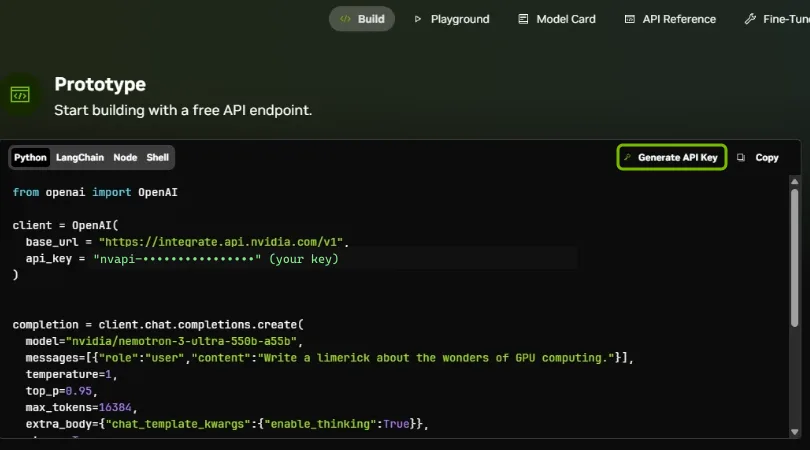 Build Playground Model Card API Reference Fine-Tun
Prototype
Start building with a free API endpoint.
Python LangChain Node Shell Generate API Key Copy
from openai import OpenAI
client = OpenAI(
base_url = "https://integrate.api.nvidia.com/v1",
api_key = "nvapi-••••••••••••••••" (your key)
)
completion = client.chat.completions.create(
model="nvidia/nemotron-3-ultra-550b-a55b",
messages=[{"role":"user","content":"Write a limerick about the wonders of GPU computing."}],
temperature=1,
top_p=0.95,
max_tokens=16384,
extra_body={"chat_template_kwargs":{"enable_thinking":True}},